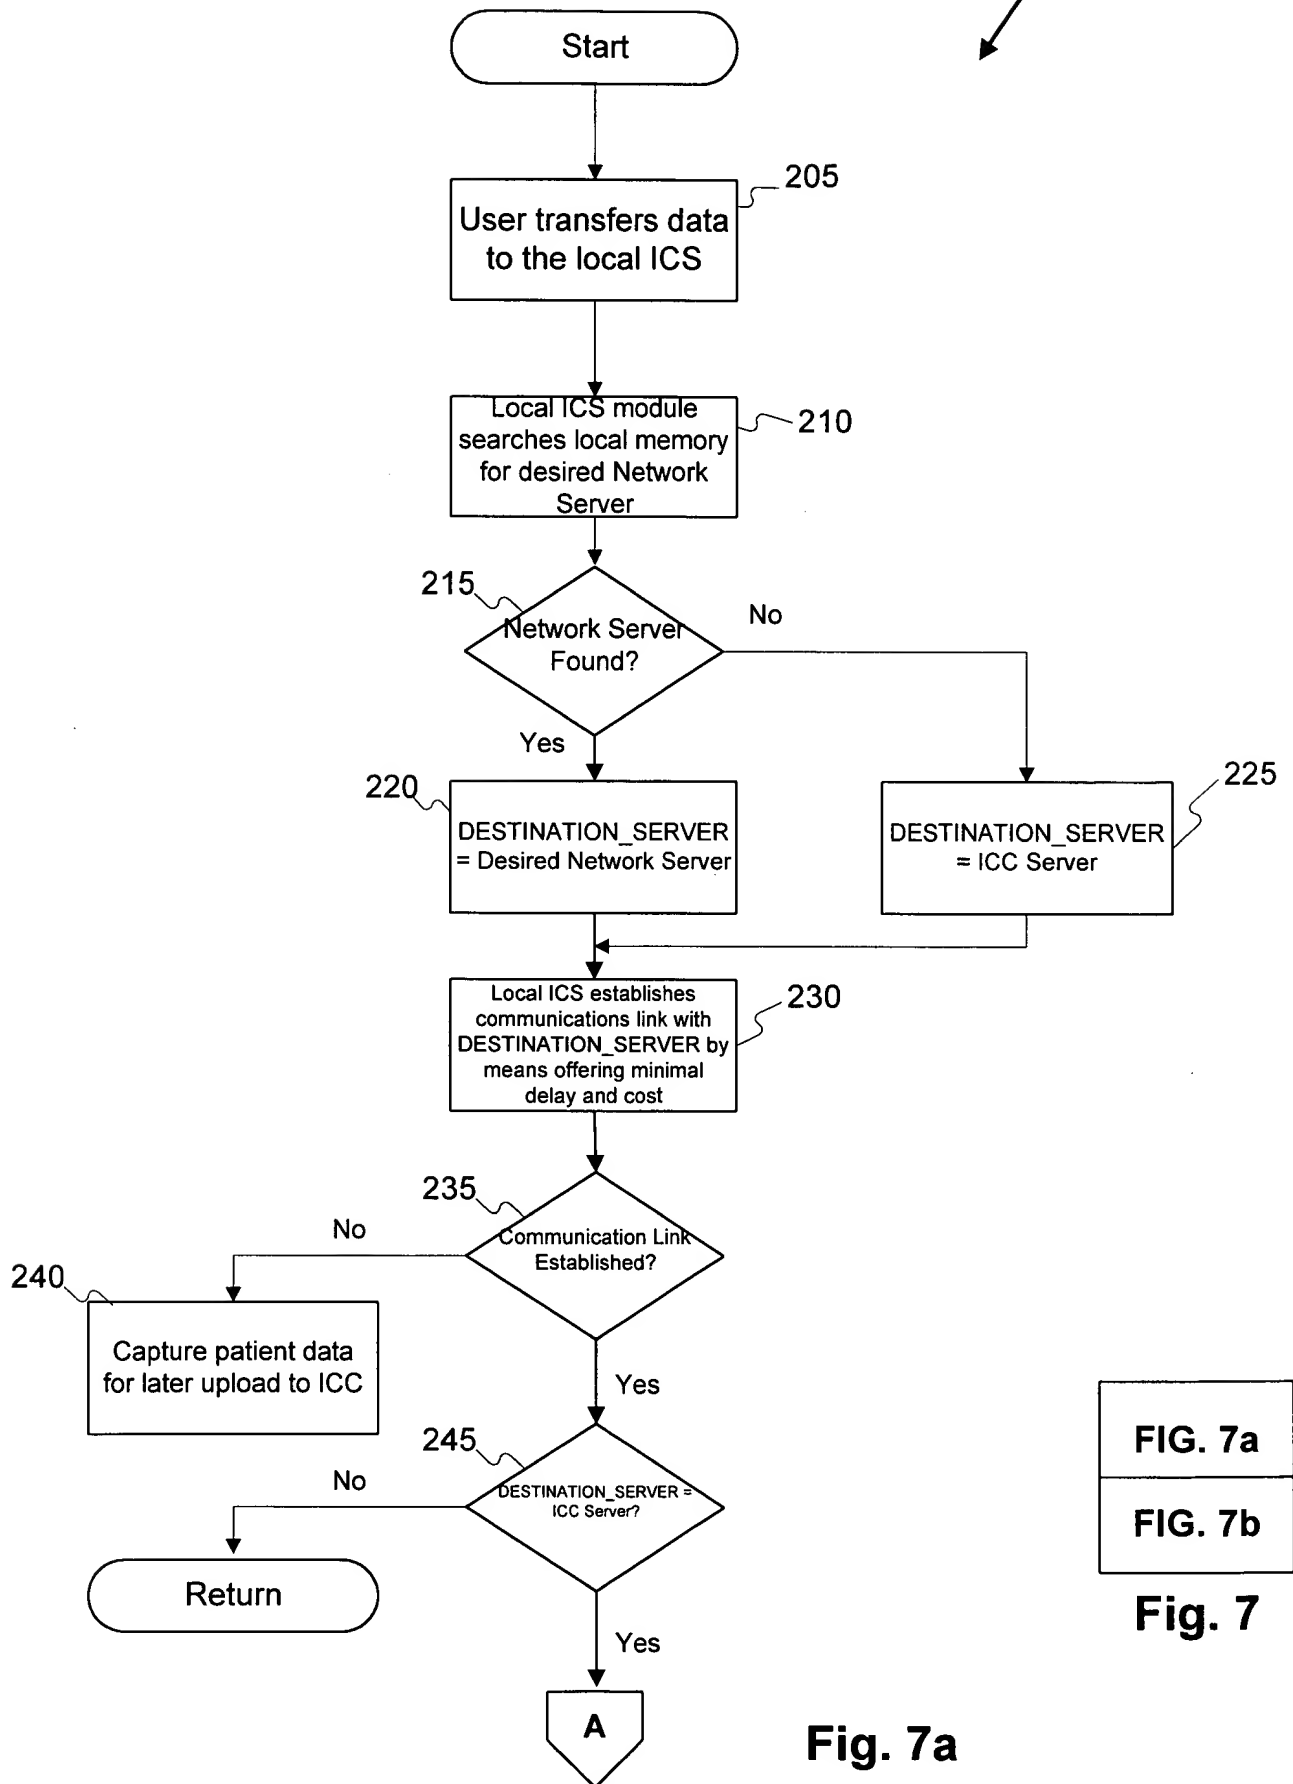 Start
205
User transfers data
to the local ICS
210
Local ICS module
searches local memory
for desired Network
Server
215
Network Server
Found?
No
Yes
220
DESTINATION_SERVER
= Desired Network Server
225
DESTINATION_SERVER
= ICC Server
230
Local ICS establishes
communications link with
DESTINATION_SERVER by
means offering minimal
delay and cost
235
Communication Link
Established?
No
240
Capture patient data
for later upload to ICC
Yes
245
DESTINATION_SERVER =
ICC Server?
No
Return
Yes
A
FIG. 7a
FIG. 7b
Fig. 7
Fig. 7a